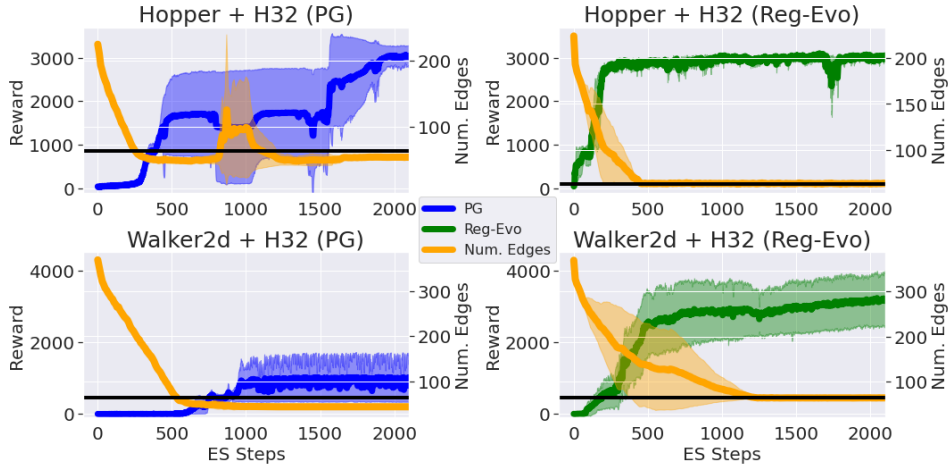 Hopper + H32 (PG)
Reward
3000
2000
1000
0
Num. Edges
200
100
0
500
1000
1500
2000
Hopper + H32 (Reg-Evo)
Reward
3000
2000
1000
0
Num. Edges
200
150
100
0
500
1000
1500
2000
PG
Reg-Evo
Num. Edges
Walker2d + H32 (PG)
Reward
4000
2000
0
Num. Edges
300
200
100
0
500
1000
1500
2000
ES Steps
Walker2d + H32 (Reg-Evo)
Reward
4000
2000
0
Num. Edges
300
200
100
0
500
1000
1500
2000
ES Steps